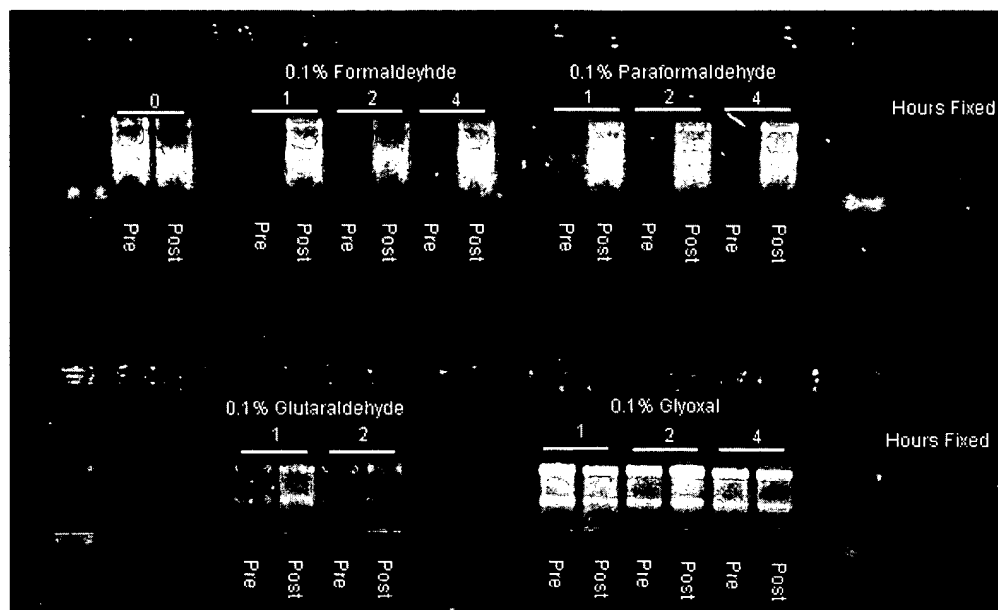 0.1% Formaldeyhde
0.1% Paraformaldehyde
0
1
2
4
1
2
4
Hours Fixed
Pre
Post
Pre
Post
Pre
Post
Pre
Post
Pre
Post
Pre
Post
Pre
Post
0.1% Glutaraldehyde
0.1% Glyoxal
1
2
1
2
4
Hours Fixed
Pre
Post
Pre
Post
Pre
Post
Pre
Post
Pre
Post